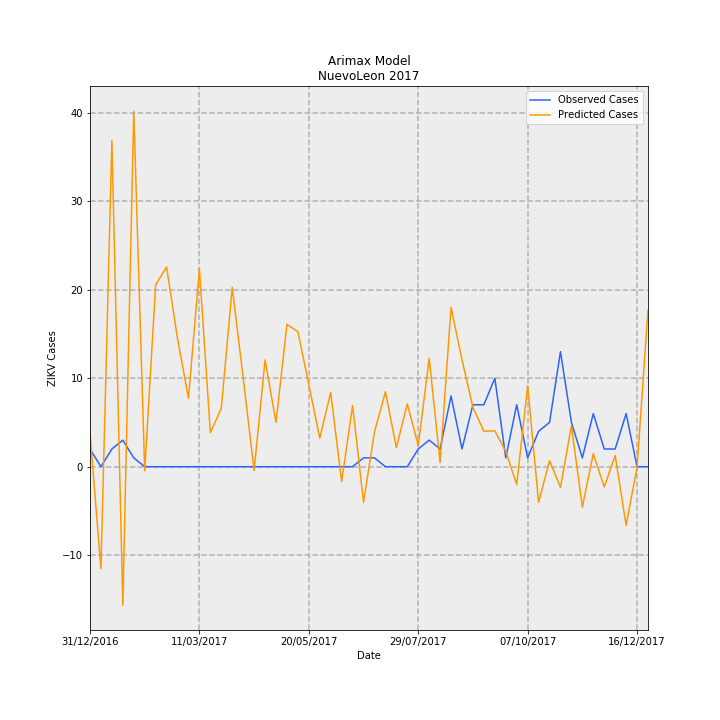 Arimax Model
NuevoLeon 2017
Observed Cases
Predicted Cases
40
30
20
10
0
−10
ZIKV Cases
31/12/2016 11/03/2017 20/05/2017 29/07/2017 07/10/2017 16/12/2017
Date